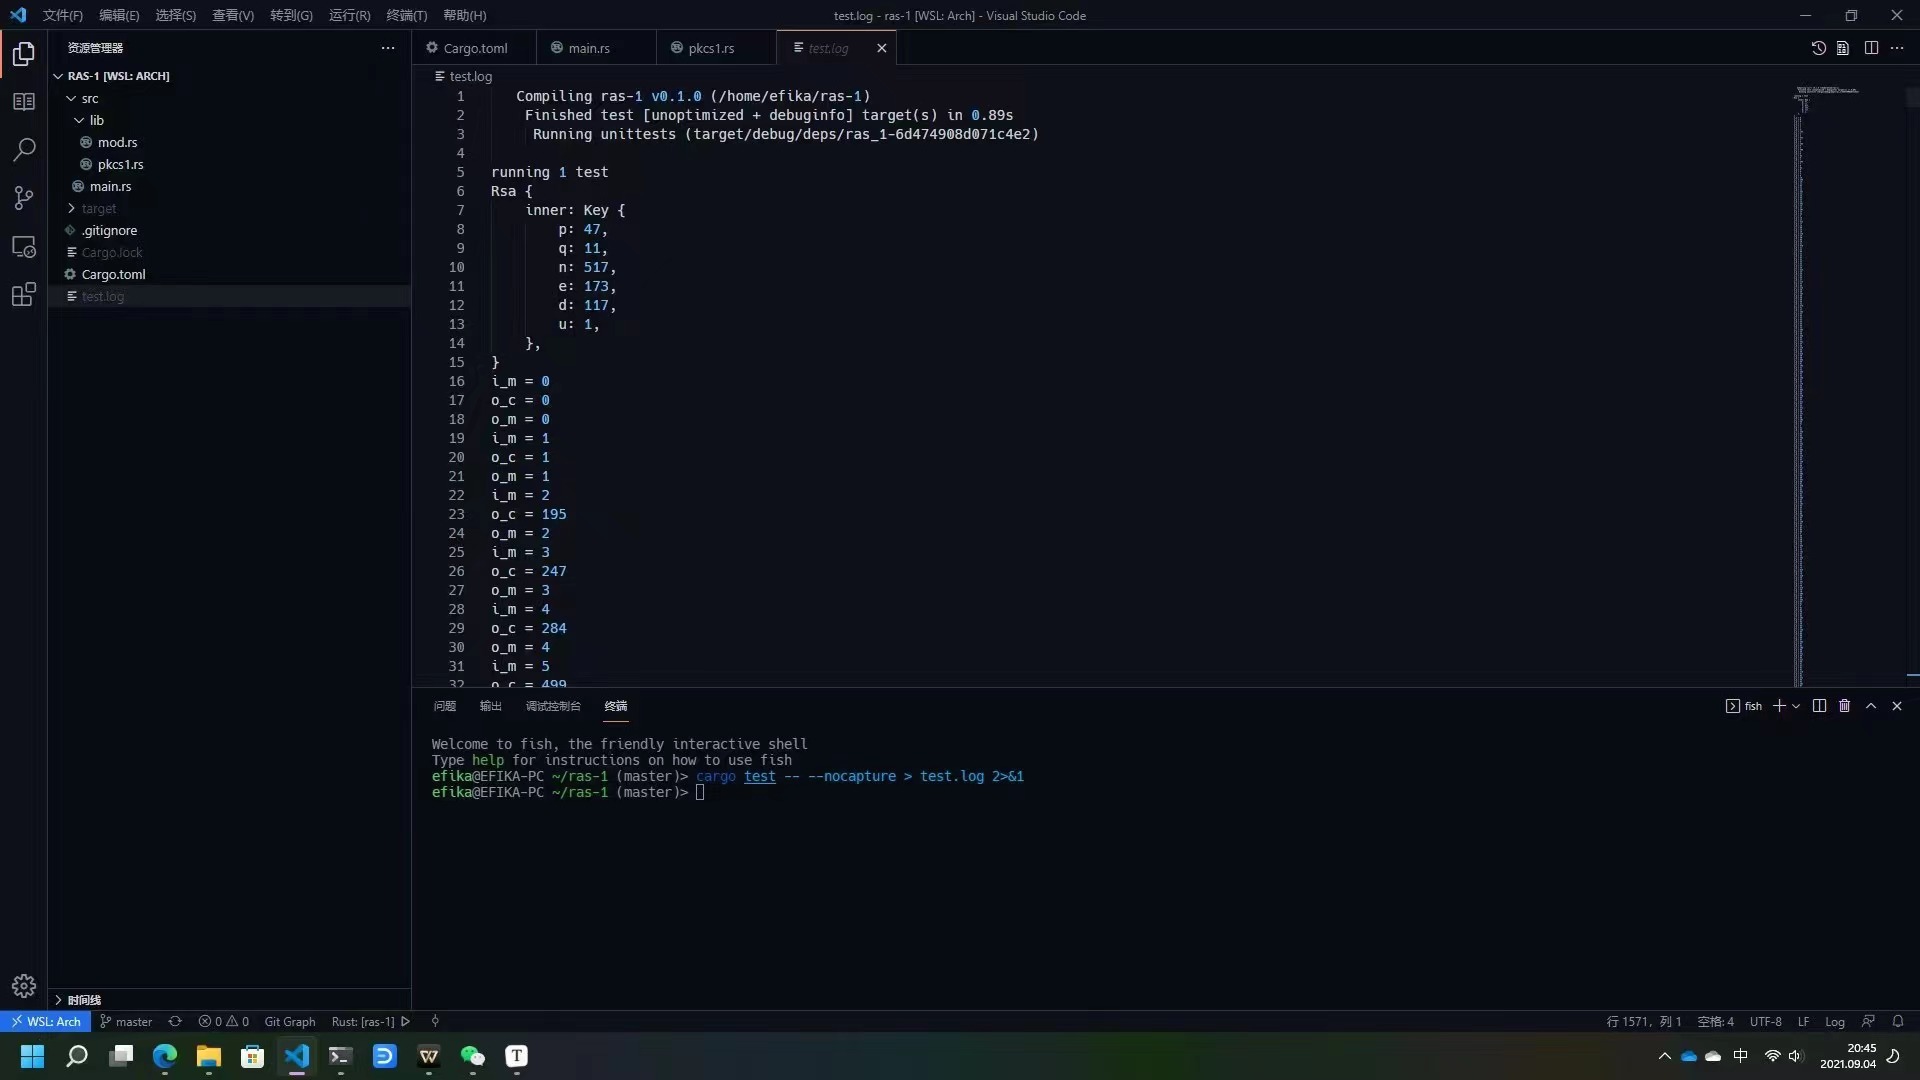 文件(F) 编辑(E) 选择(S) 查看(V) 转到(G) 运行(R) 终端(T) 帮助(H)
test.log - ras-1 [WSL: Arch] - Visual Studio Code
资源管理器
RAS-1 [WSL: ARCH]
src
lib
mod.rs
pkcs1.rs
main.rs
target
.gitignore
Cargo.lock
Cargo.toml
test.log
时间线
Cargo.toml
main.rs
pkcs1.rs
test.log
test.log
1 Compiling ras-1 v0.1.0 (/home/efika/ras-1)
2 Finished test [unoptimized + debuginfo] target(s) in 0.89s
3 Running unittests (target/debug/deps/ras_1-6d474908d071c4e2)
4
5 running 1 test
6 Rsa {
7 inner: Key {
8 p: 47,
9 q: 11,
10 n: 517,
11 e: 173,
12 d: 117,
13 u: 1,
14 },
15 }
16 i_m = 0
17 o_c = 0
18 o_m = 0
19 i_m = 1
20 o_c = 1
21 o_m = 1
22 i_m = 2
23 o_c = 195
24 o_m = 2
25 i_m = 3
26 o_c = 247
27 o_m = 3
28 i_m = 4
29 o_c = 284
30 o_m = 4
31 i_m = 5
32 o_c = 499
问题 输出 调试控制台 终端
fish
Welcome to fish, the friendly interactive shell
Type help for instructions on how to use fish
efika@EFIKA-PC ~/ras-1 (master)> cargo test -- --nocapture > test.log 2>&1
efika@EFIKA-PC ~/ras-1 (master)>
WSL: Arch master 0 0 Git Graph Rust: [ras-1]
行 1571，列 1 空格: 4 UTF-8 LF Log
中
20:45
2021.09.04